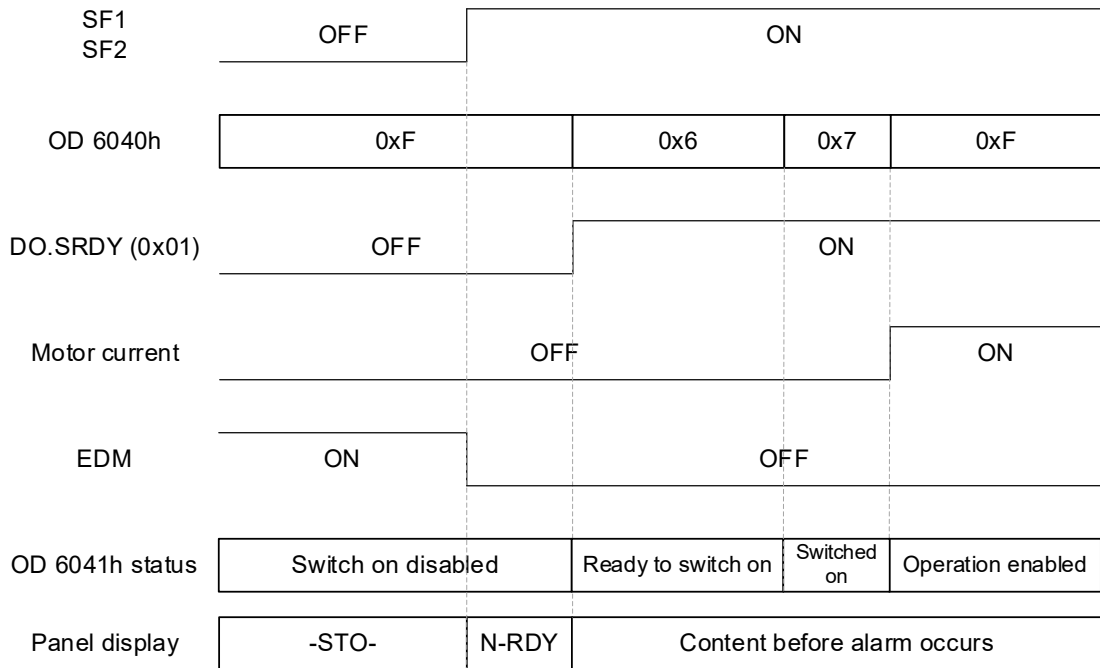 SF1
SF2
OFF
ON
OD 6040h
0xF
0x6
0x7
0xF
DO.SRDY (0x01)
OFF
ON
Motor current
OFF
ON
EDM
ON
OFF
OD 6041h status
Switch on disabled
Ready to switch on
Switched
on
Operation enabled
Panel display
-STO-
N-RDY
Content before alarm occurs